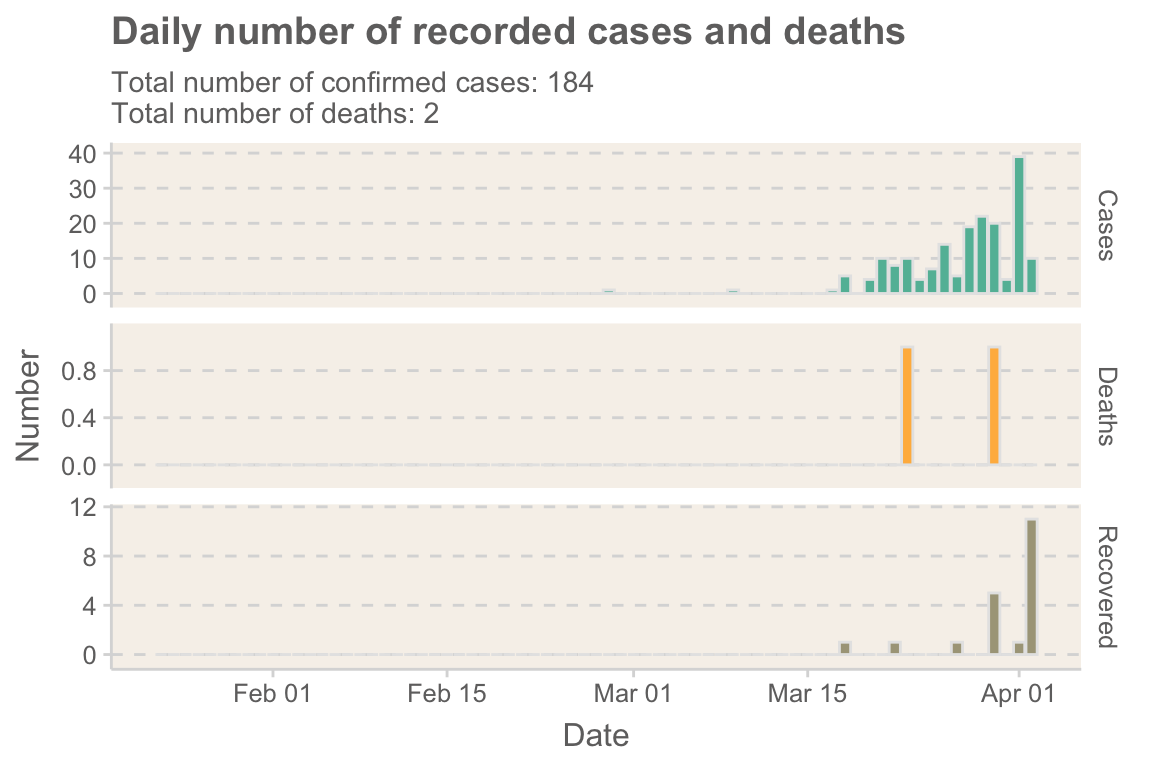 Daily number of recorded cases and deaths
Total number of confirmed cases: 184
Total number of deaths: 2
40
30
20
10
0
Cases
Number
0.8
0.4
0.0
Deaths
12
8
4
0
Recovered
Feb 01 Feb 15 Mar 01 Mar 15 Apr 01
Date